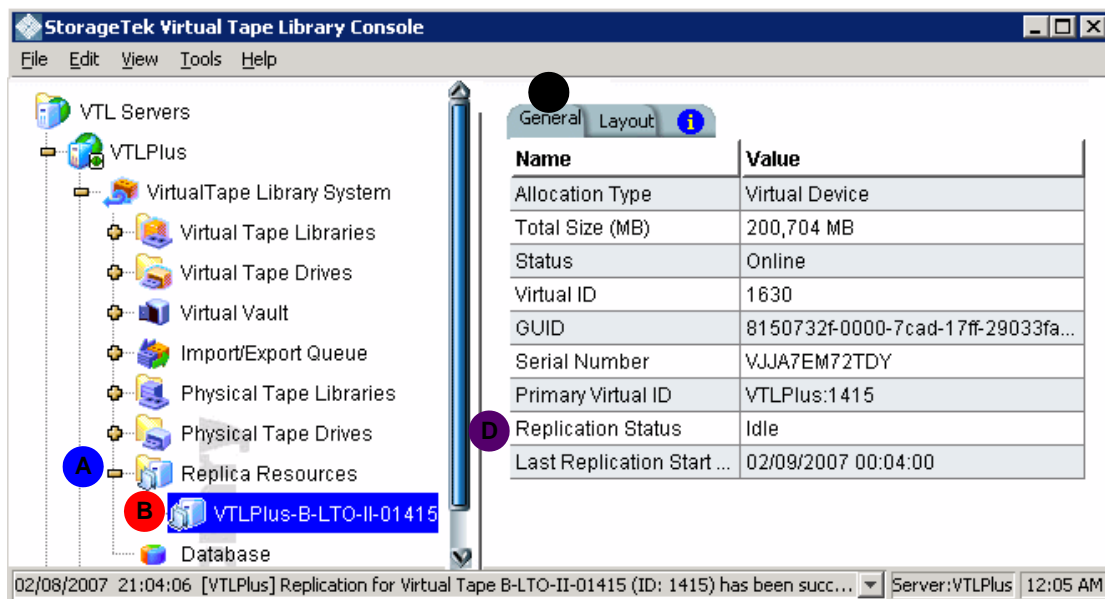 StorageTek Virtual Tape Library Console
File Edit View Tools Help
VTL Servers
VTLPlus
VirtualTape Library System
Virtual Tape Libraries
Virtual Tape Drives
Virtual Vault
Import/Export Queue
Physical Tape Libraries
Physical Tape Drives
A Replica Resources
B VTLPlus-B-LTO-II-01415
Database
General Layout i
Name Value
Allocation Type Virtual Device
Total Size (MB) 200,704 MB
Status Online
Virtual ID 1630
GUID 8150732f-0000-7cad-17ff-29033fa...
Serial Number VJJA7EM72TDY
Primary Virtual ID VTLPlus:1415
D Replication Status Idle
Last Replication Start ... 02/09/2007 00:04:00
02/08/2007 21:04:06 [VTLPlus] Replication for Virtual Tape B-LTO-II-01415 (ID: 1415) has been succ... Server:VTLPlus 12:05 AM